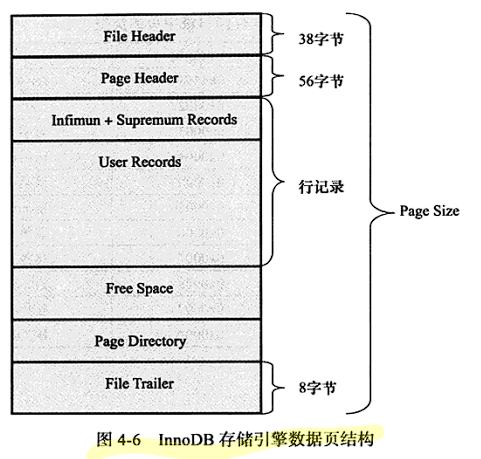 File Header
38字节
Page Header
56字节
Infimun + Supremum Records
User Records
行记录
Page Size
Free Space
Page Directory
File Trailer
8字节
图 4-6 InnoDB 存储引擎数据页结构